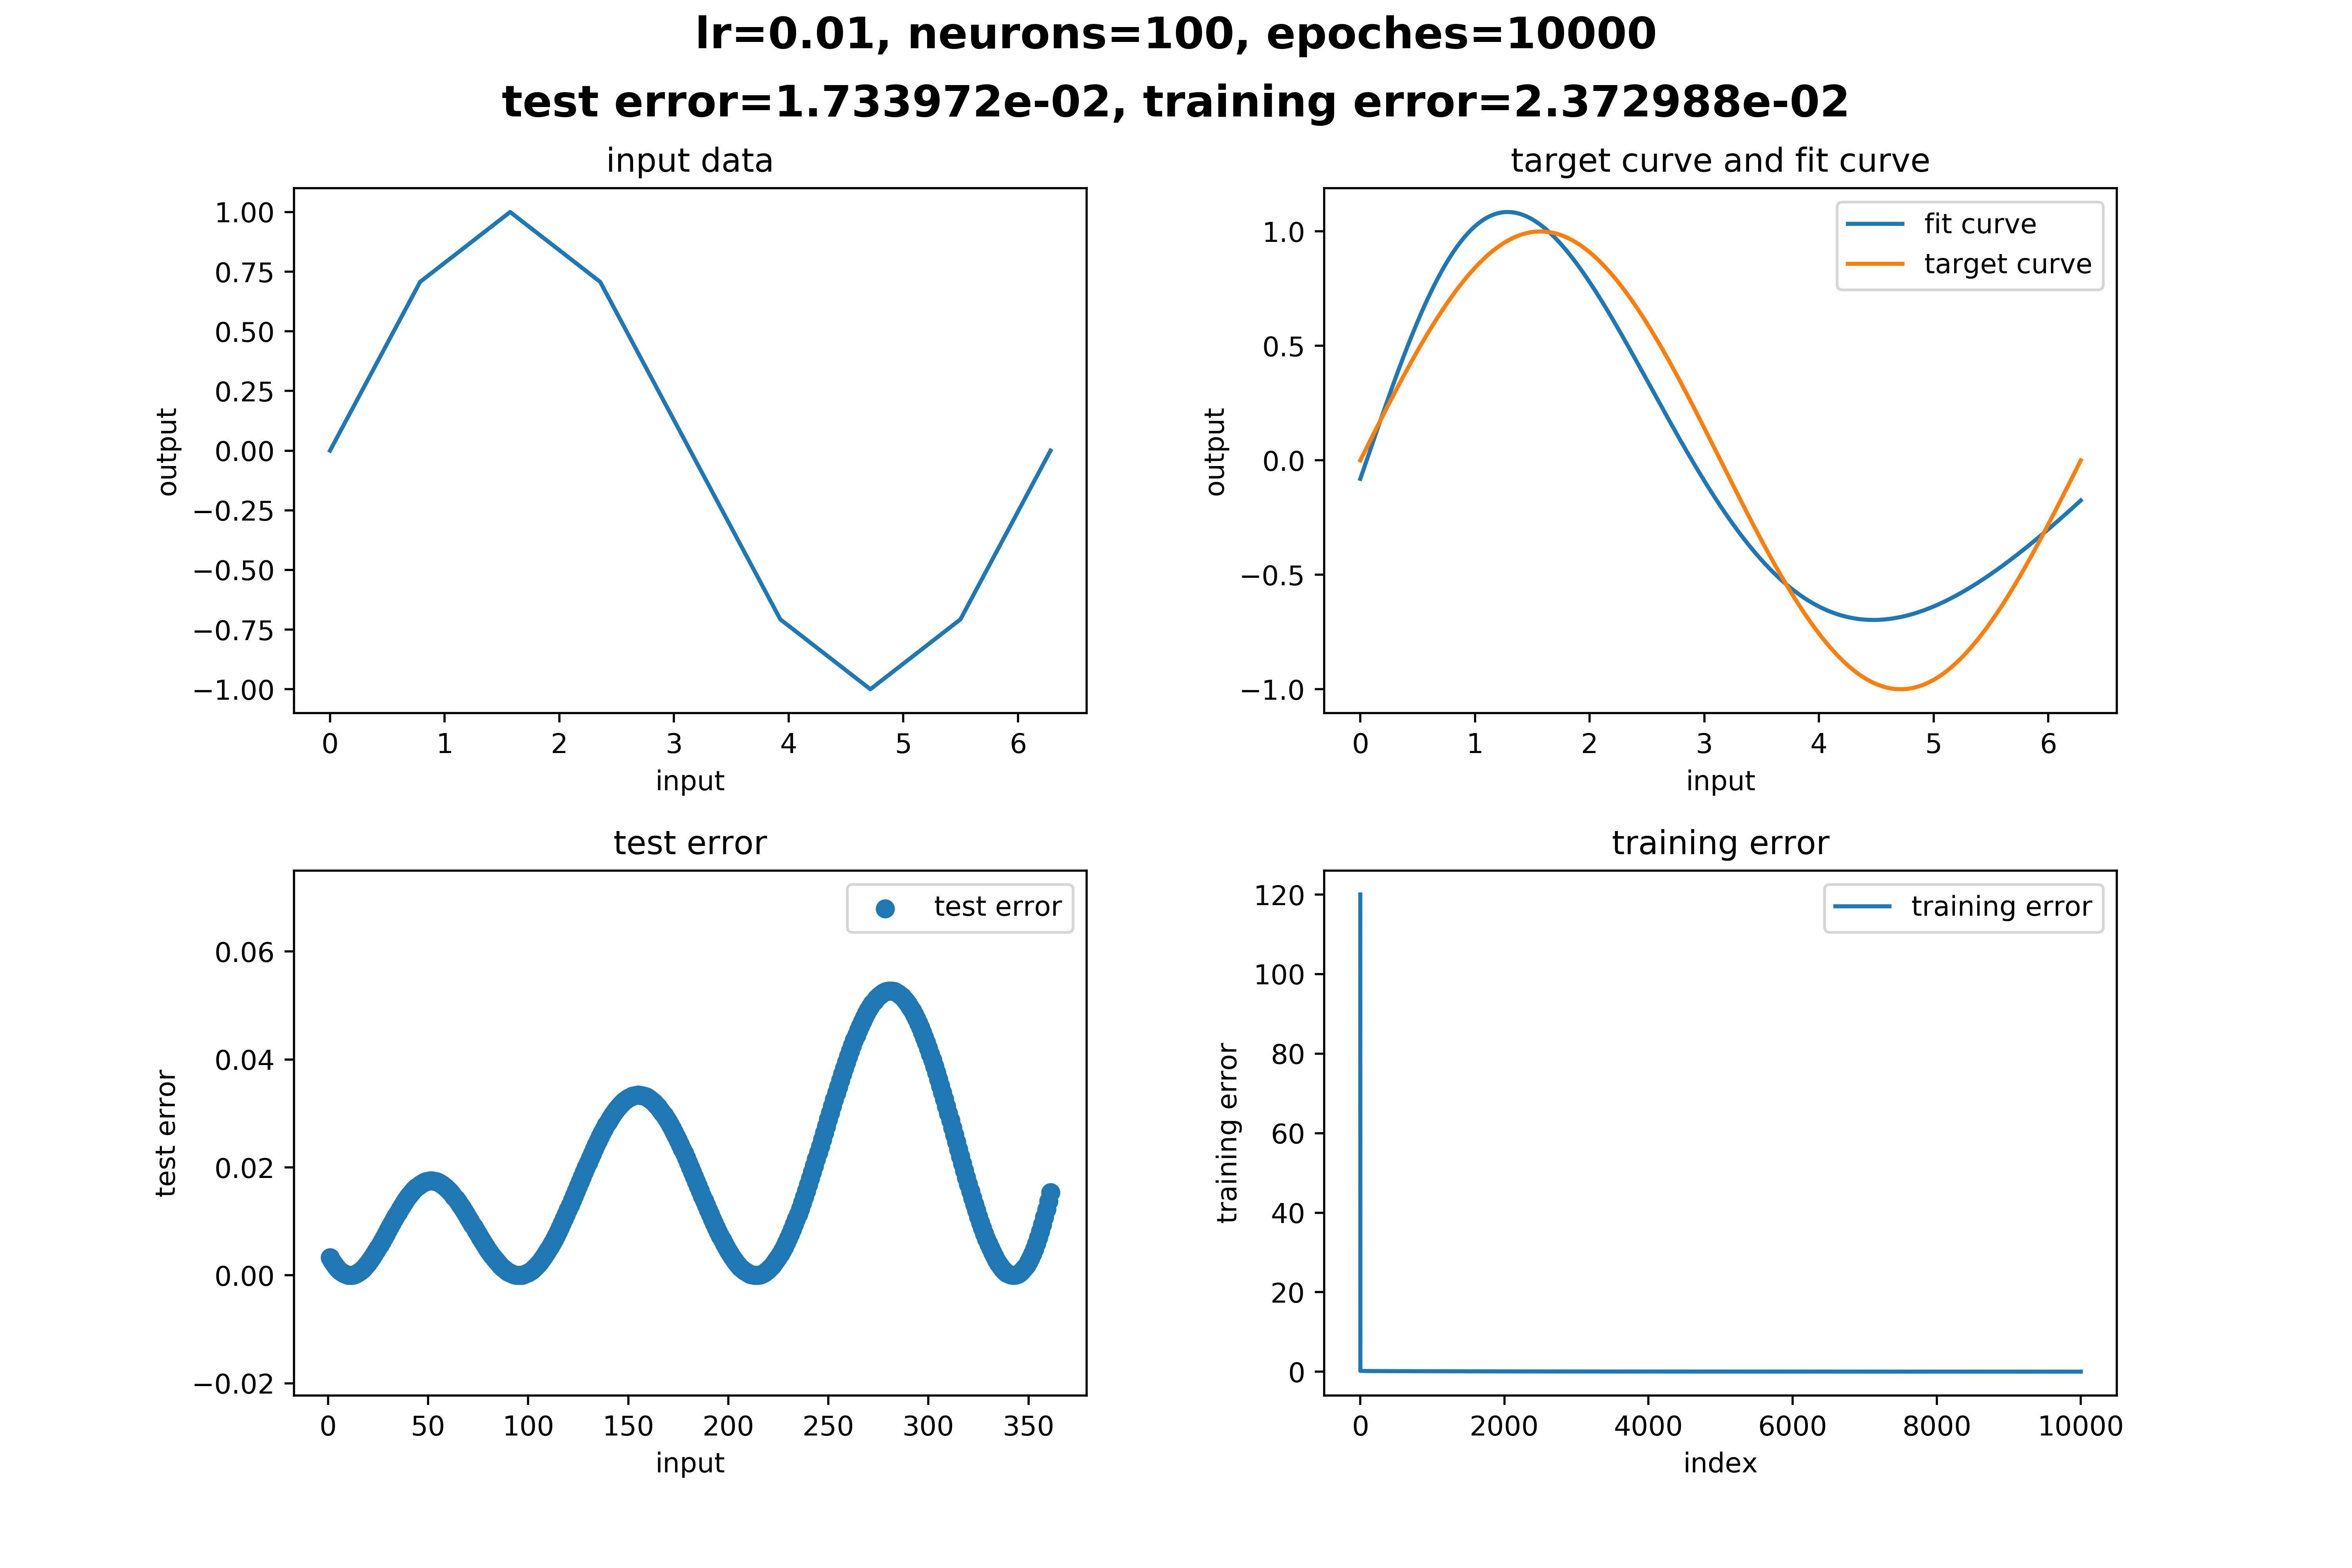 lr=0.01, neurons=100, epoches=10000
test error=1.733972e-02, training error=2.372988e-02
input data
1.00
0.75
0.50
0.25
0.00
−0.25
−0.50
−0.75
−1.00
output
0 1 2 3 4 5 6
input
target curve and fit curve
fit curve
target curve
1.0
0.5
0.0
−0.5
−1.0
output
0 1 2 3 4 5 6
input
test error
test error
0.06
0.04
0.02
0.00
−0.02
test error
0 50 100 150 200 250 300 350
input
training error
training error
120
100
80
60
40
20
0
training error
0 2000 4000 6000 8000 10000
index